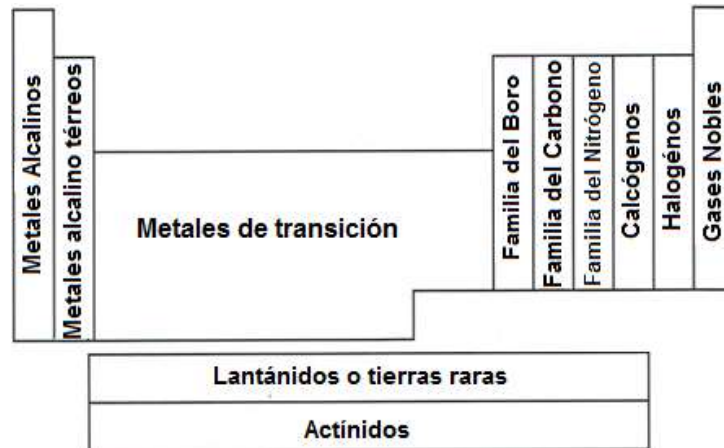 Metales Alcalinos
Metales alcalino térreos
Metales de transición
Familia del Boro
Familia del Carbono
Familia del Nitrógeno
Calcógenos
Halogénos
Gases Nobles
Lantánidos o tierras raras
Actínidos